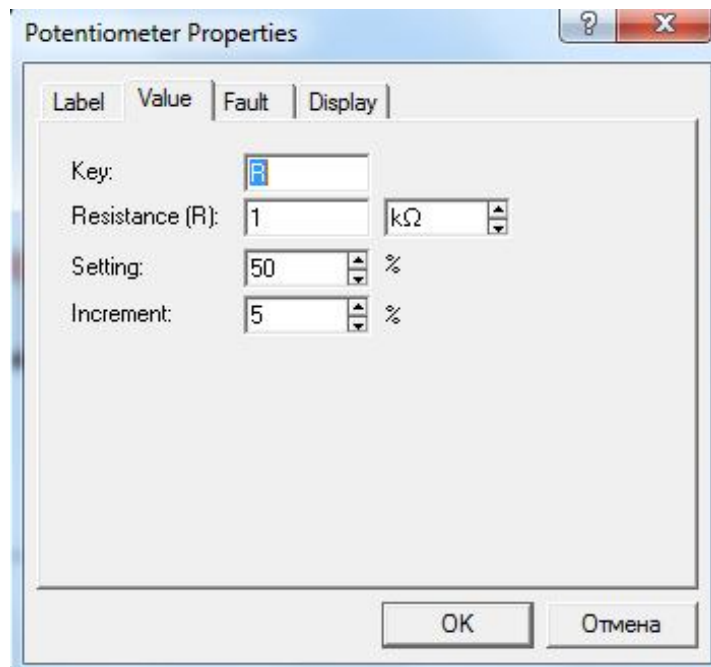 Potentiometer Properties
?
X
Label Value Fault Display
Key: R
Resistance (R): 1 kΩ
Setting: 50 %
Increment: 5 %
OK Отмена